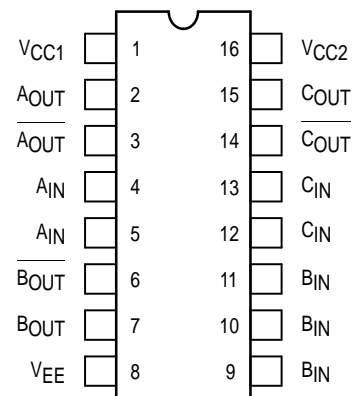 VCC1 1 16 VCC2
AOUT 2 15 COUT
AOUT 3 14 COUT
AIN 4 13 CIN
AIN 5 12 CIN
BOUT 6 11 BIN
BOUT 7 10 BIN
VEE 8 9 BIN